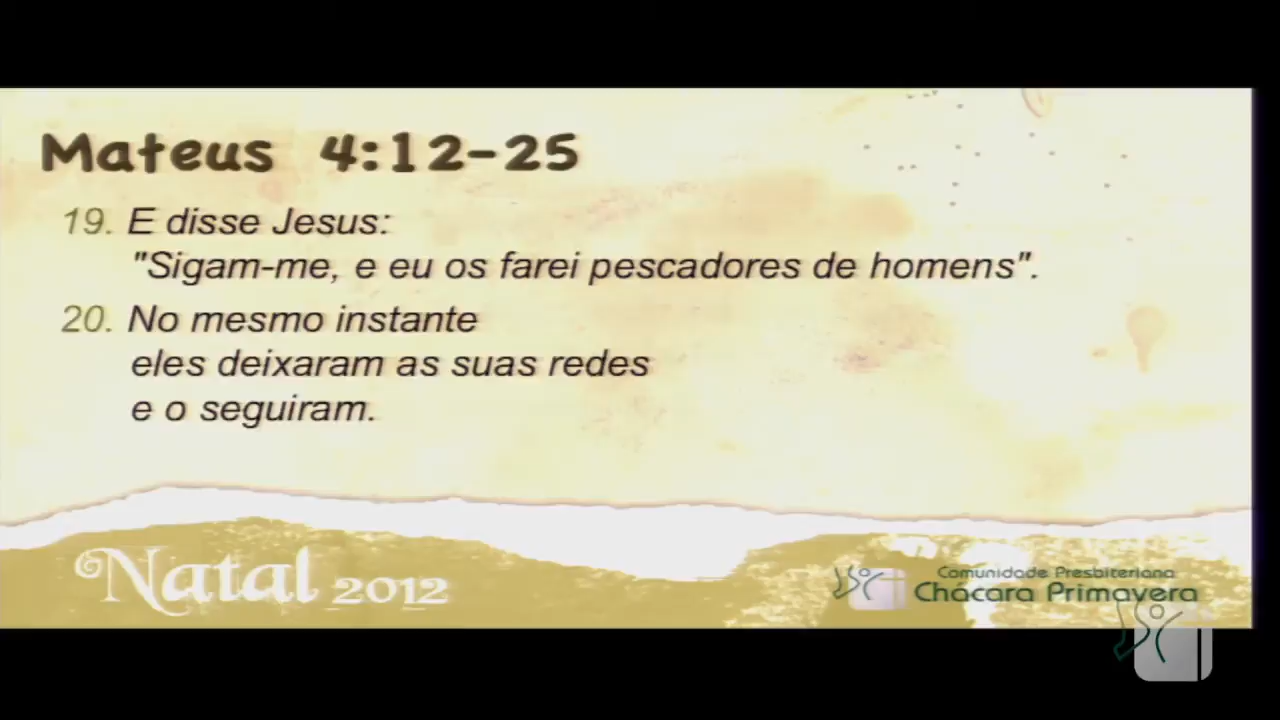 Mateus 4:12-25
19. E disse Jesus:
"Sigam-me, e eu os farei pescadores de homens".
20. No mesmo instante
eles deixaram as suas redes
e o seguiram.
Natal 2012
Comunidade Presbiteriana
Chácara Primavera